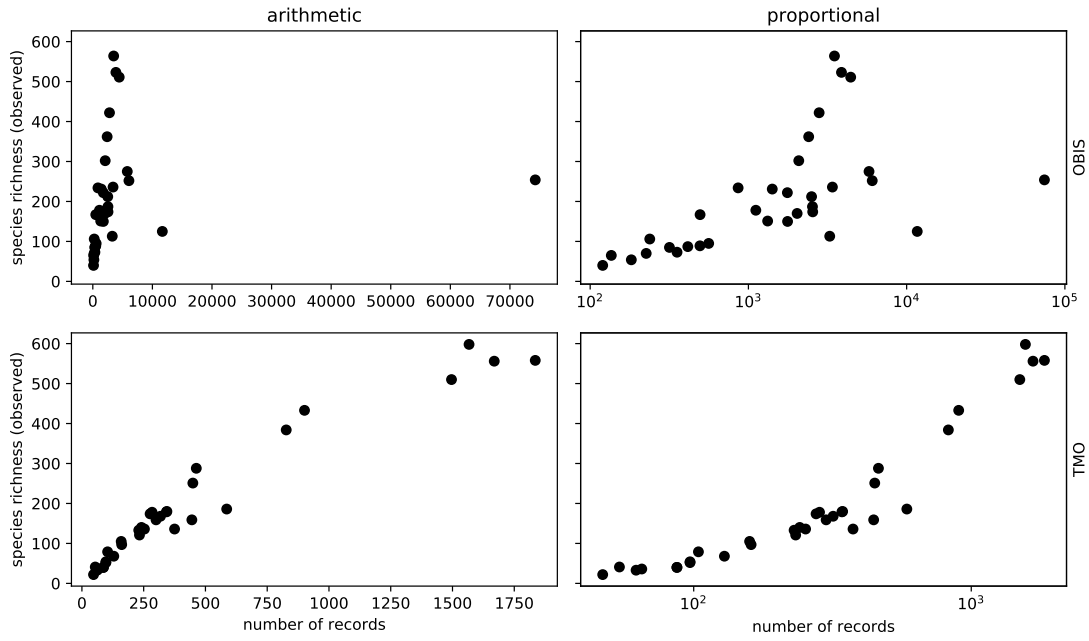 arithmetic
proportional
species richness (observed)
600
500
400
300
200
100
0
0 10000 20000 30000 40000 50000 60000 70000
10² 10³ 10⁴ 10⁵
OBIS
species richness (observed)
600
500
400
300
200
100
0
0 250 500 750 1000 1250 1500 1750
number of records
10² 10³
number of records
TMO